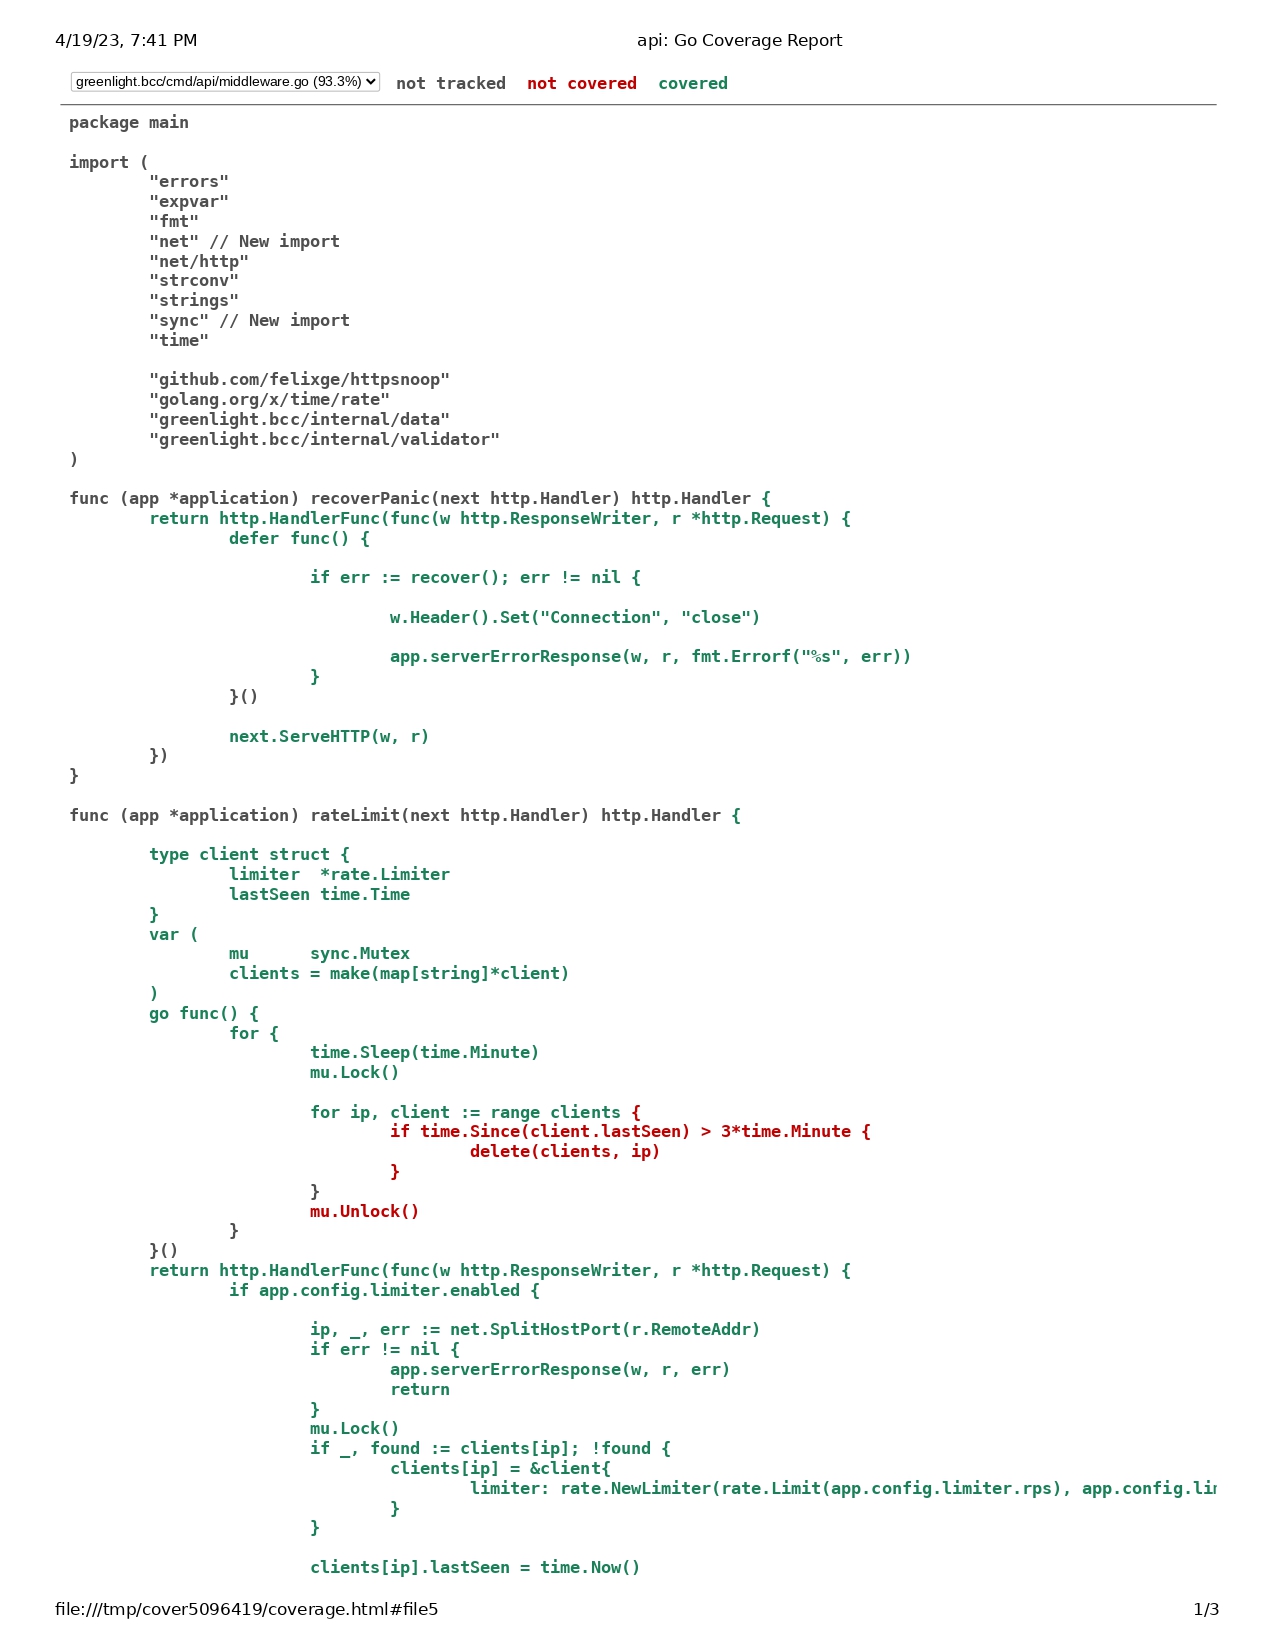 4/19/23, 7:41 PM api: Go Coverage Report
greenlight.bcc/cmd/api/middleware.go (93.3%) not tracked not covered covered
package main

import (
        "errors"
        "expvar"
        "fmt"
        "net" // New import
        "net/http"
        "strconv"
        "strings"
        "sync" // New import
        "time"

        "github.com/felixge/httpsnoop"
        "golang.org/x/time/rate"
        "greenlight.bcc/internal/data"
        "greenlight.bcc/internal/validator"
)

func (app *application) recoverPanic(next http.Handler) http.Handler {
        return http.HandlerFunc(func(w http.ResponseWriter, r *http.Request) {
                defer func() {

                        if err := recover(); err != nil {

                                w.Header().Set("Connection", "close")

                                app.serverErrorResponse(w, r, fmt.Errorf("%s", err))
                        }
                }()

                next.ServeHTTP(w, r)
        })
}

func (app *application) rateLimit(next http.Handler) http.Handler {

        type client struct {
                limiter  *rate.Limiter
                lastSeen time.Time
        }
        var (
                mu      sync.Mutex
                clients = make(map[string]*client)
        )
        go func() {
                for {
                        time.Sleep(time.Minute)
                        mu.Lock()

                        for ip, client := range clients {
                                if time.Since(client.lastSeen) > 3*time.Minute {
                                        delete(clients, ip)
                                }
                        }
                        mu.Unlock()
                }
        }()
        return http.HandlerFunc(func(w http.ResponseWriter, r *http.Request) {
                if app.config.limiter.enabled {

                        ip, _, err := net.SplitHostPort(r.RemoteAddr)
                        if err != nil {
                                app.serverErrorResponse(w, r, err)
                                return
                        }
                        mu.Lock()
                        if _, found := clients[ip]; !found {
                                clients[ip] = &client{
                                        limiter: rate.NewLimiter(rate.Limit(app.config.limiter.rps), app.config.lim
                                }
                        }

                        clients[ip].lastSeen = time.Now()
file:///tmp/cover5096419/coverage.html#file5 1/3